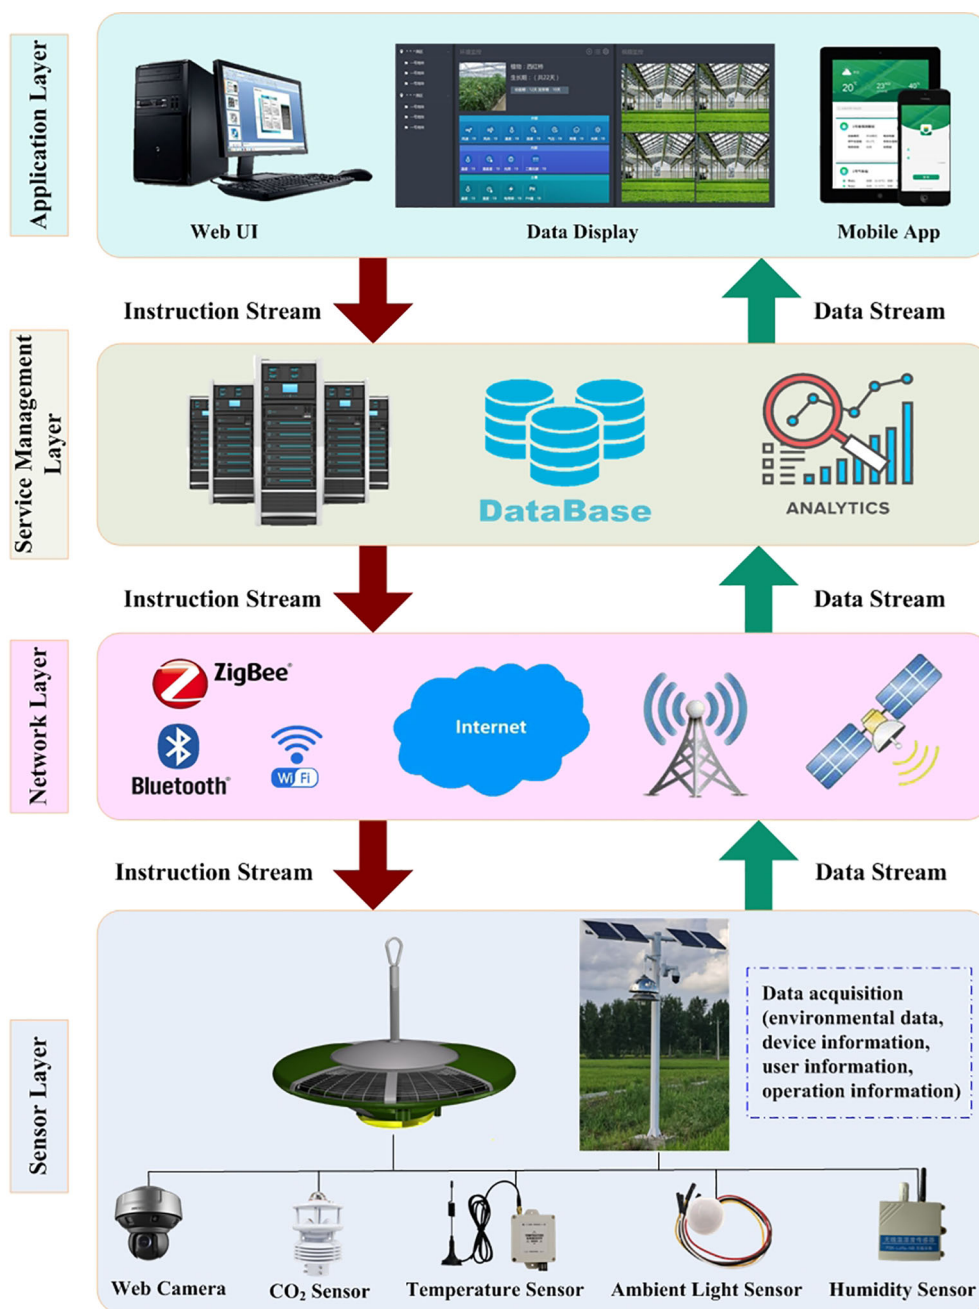 Application Layer
Web UI
Data Display
Mobile App
Instruction Stream
Data Stream
Service Management
Layer
DataBase
ANALYTICS
Instruction Stream
Data Stream
Network Layer
ZigBee®
Bluetooth®
Wi Fi
Internet
Instruction Stream
Data Stream
Sensor Layer
Data acquisition
(environmental data,
device information,
user information,
operation information)
Web Camera
CO₂ Sensor
Temperature Sensor
Ambient Light Sensor
Humidity Sensor